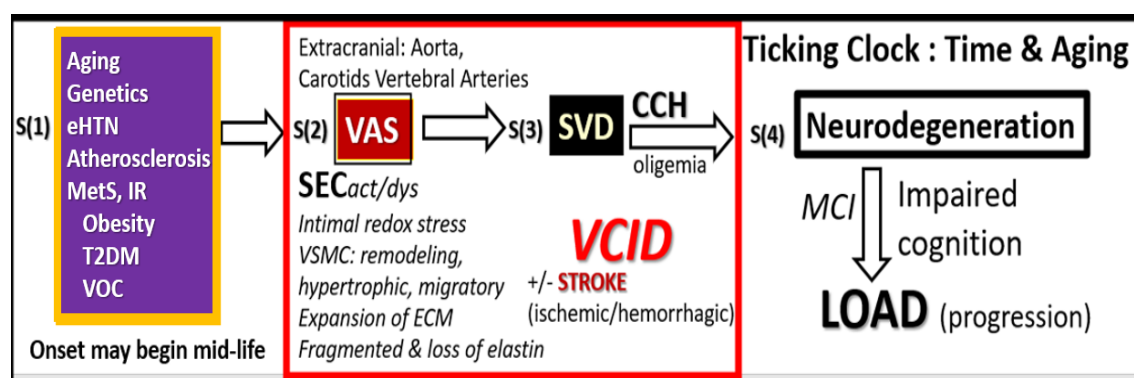 S(1)
Aging
Genetics
eHTN
Atherosclerosis
MetS, IR
Obesity
T2DM
VOC
Onset may begin mid-life
Extracranial: Aorta,
Carotids Vertebral Arteries
S(2) VAS
SECact/dys
Intimal redox stress
VSMC: remodeling,
hypertrophic, migratory
Expansion of ECM
Fragmented & loss of elastin
S(3) SVD
CCH
oligemia
VCID
+/- STROKE
(ischemic/hemorrhagic)
Ticking Clock : Time & Aging
S(4) Neurodegeneration
MCI
Impaired
cognition
LOAD (progression)